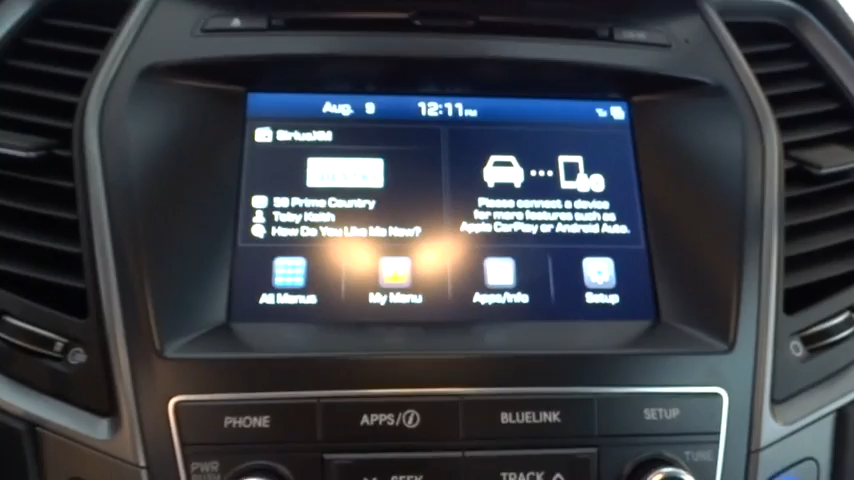 Aug. 9 12:11 PM
SiriusXM
Prime Country
Toby Keith
How Do You Like Me Now?
Please connect a device
for more features such as
Apple CarPlay or Android Auto.
All Menus
My Menu
Apps/Info
Setup
PHONE
APPS/i
BLUELINK
SETUP
PWR
SEEK
TRACK
TUNE